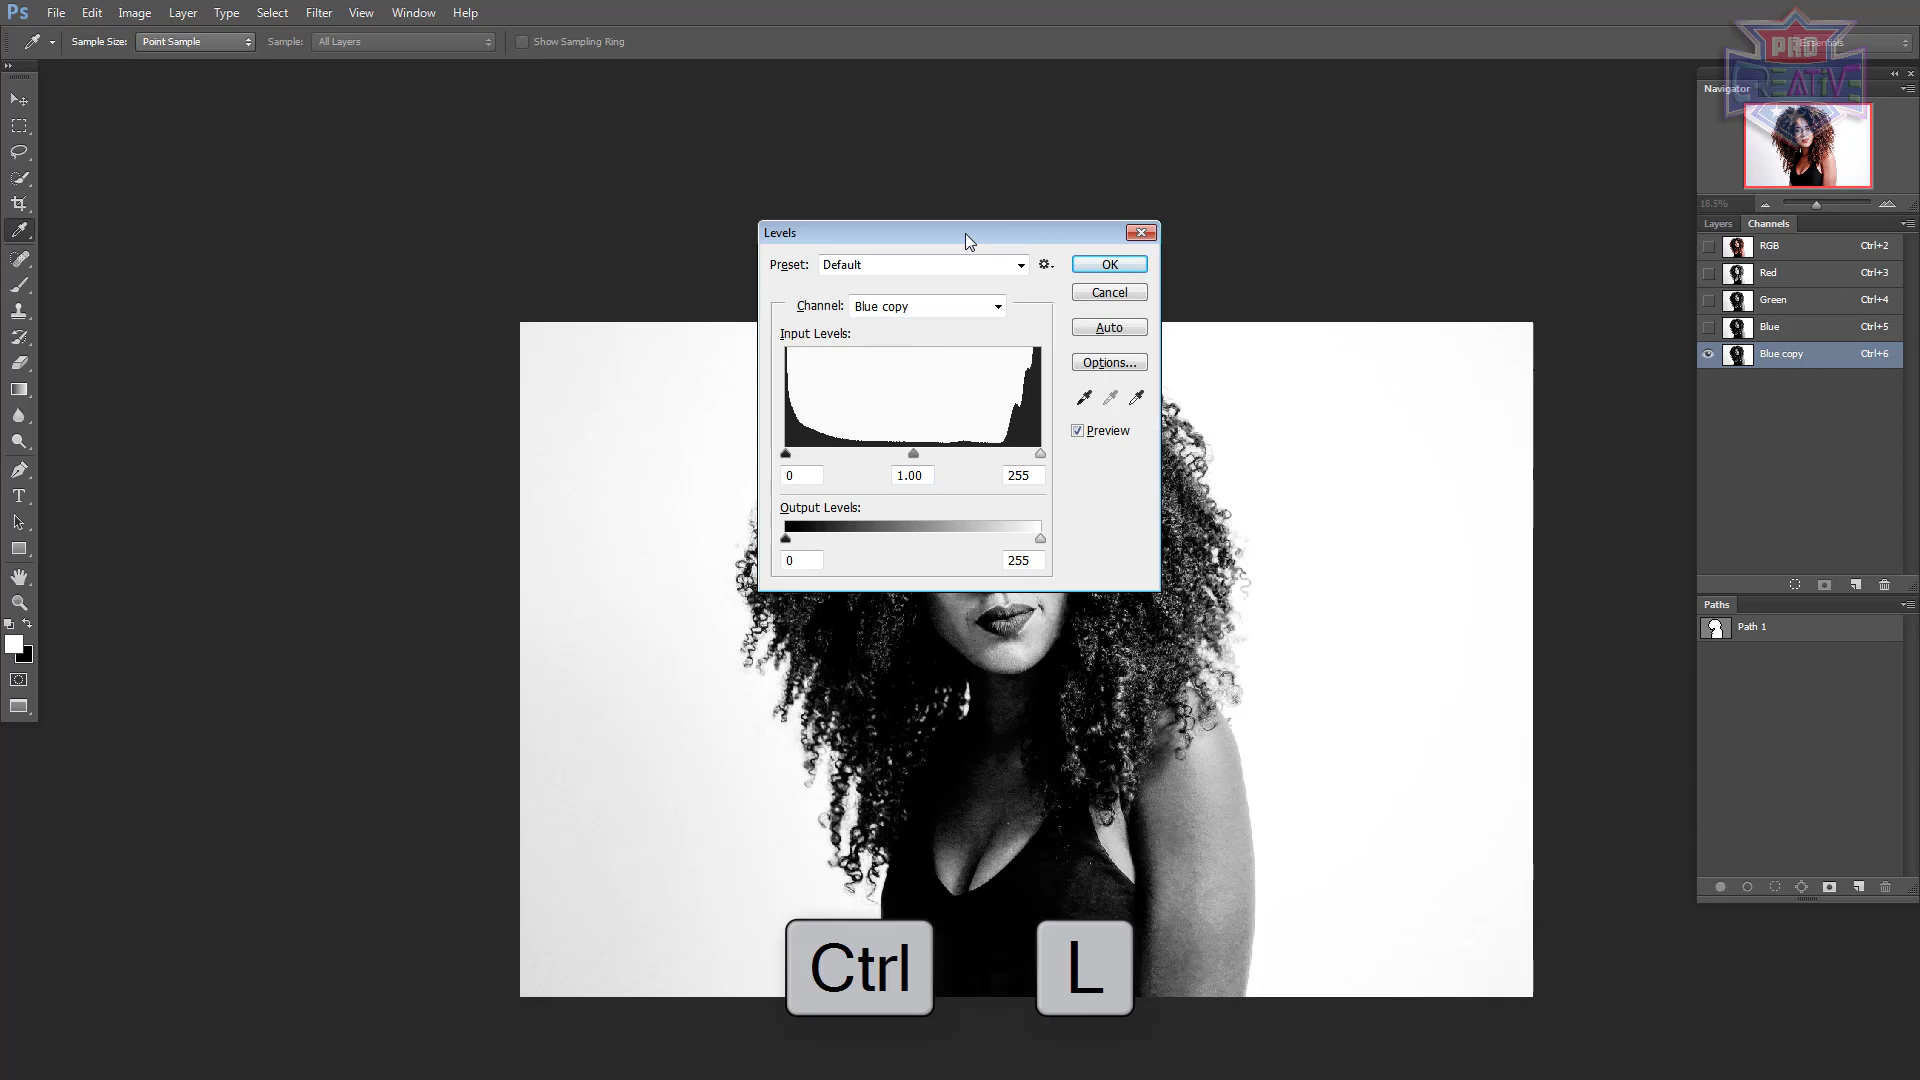 Ps File Edit Image Layer Type Select Filter View Window Help
Sample Size: Point Sample Sample: All Layers Show Sampling Ring Essentials
PRO
CREATIVE
Navigator
18.5%
Layers Channels
RGB Ctrl+2
Red Ctrl+3
Green Ctrl+4
Blue Ctrl+5
Blue copy Ctrl+6
Paths
Path 1
Levels
Preset: Default OK
Cancel
Channel: Blue copy
Auto
Input Levels:
Options...
Preview
0 1.00 255
Output Levels:
0 255
T
Ctrl L